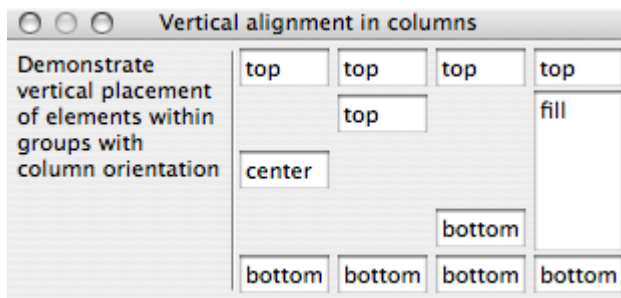 Vertical alignment in columns
Demonstrate
vertical placement
of elements within
groups with
column orientation
top top top top
top fill
center
bottom
bottom bottom bottom bottom